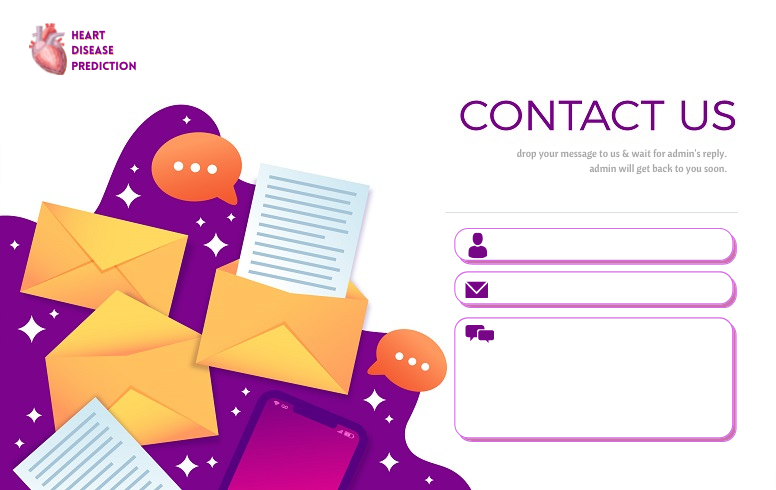 HEART
DISEASE
PREDICTION
CONTACT US
drop your message to us & wait for admin's reply.
admin will get back to you soon.